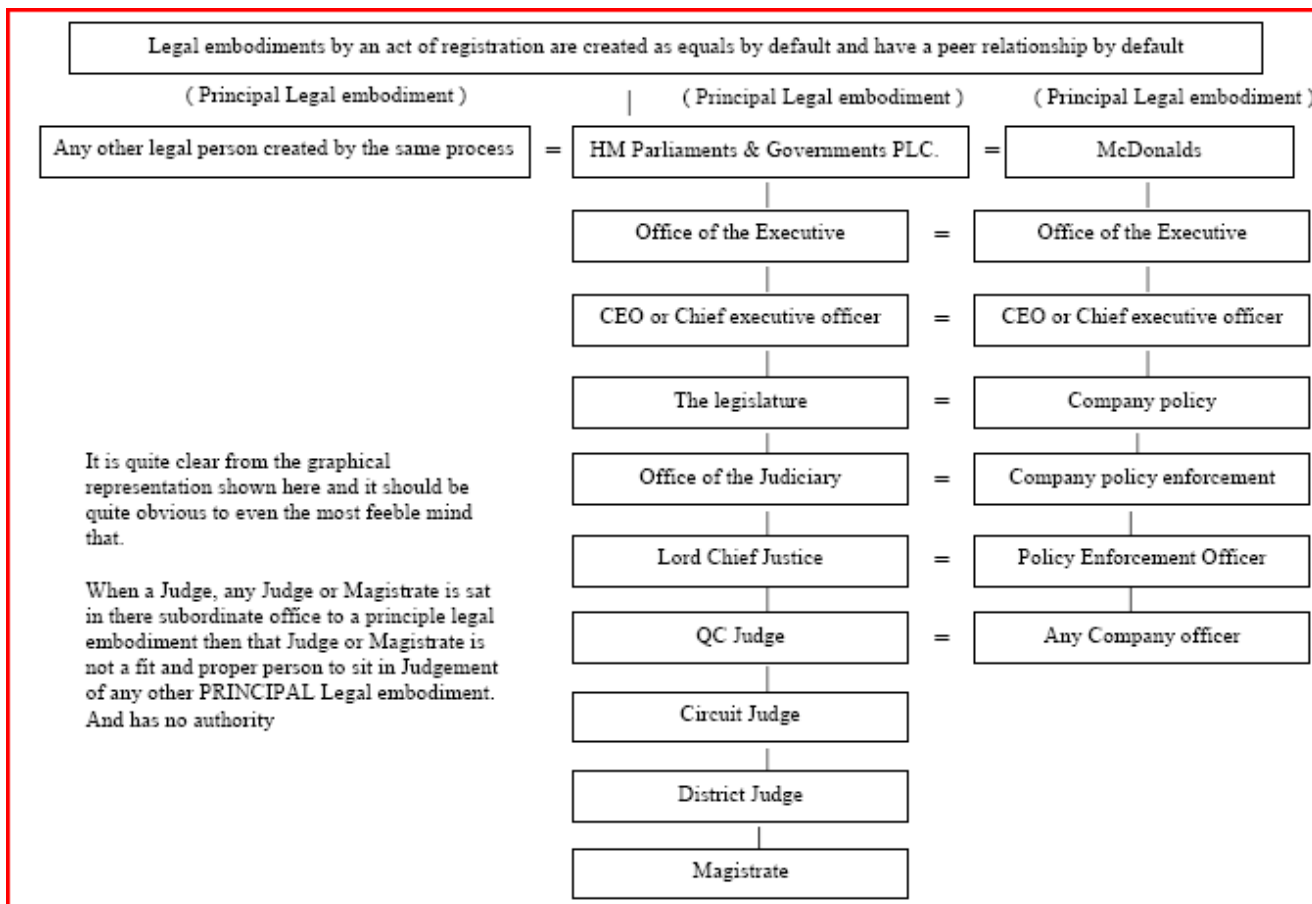 Legal embodiments by an act of registration are created as equals by default and have a peer relationship by default
( Principal Legal embodiment ) ( Principal Legal embodiment ) ( Principal Legal embodiment )
Any other legal person created by the same process = HM Parliaments & Governments PLC. = McDonalds
Office of the Executive = Office of the Executive
CEO or Chief executive officer = CEO or Chief executive officer
The legislature = Company policy
Office of the Judiciary = Company policy enforcement
Lord Chief Justice = Policy Enforcement Officer
QC Judge = Any Company officer
Circuit Judge
District Judge
Magistrate
It is quite clear from the graphical
representation shown here and it should be
quite obvious to even the most feeble mind
that.
When a Judge, any Judge or Magistrate is sat
in there subordinate office to a principle legal
embodiment then that Judge or Magistrate is
not a fit and proper person to sit in Judgement
of any other PRINCIPAL Legal embodiment.
And has no authority